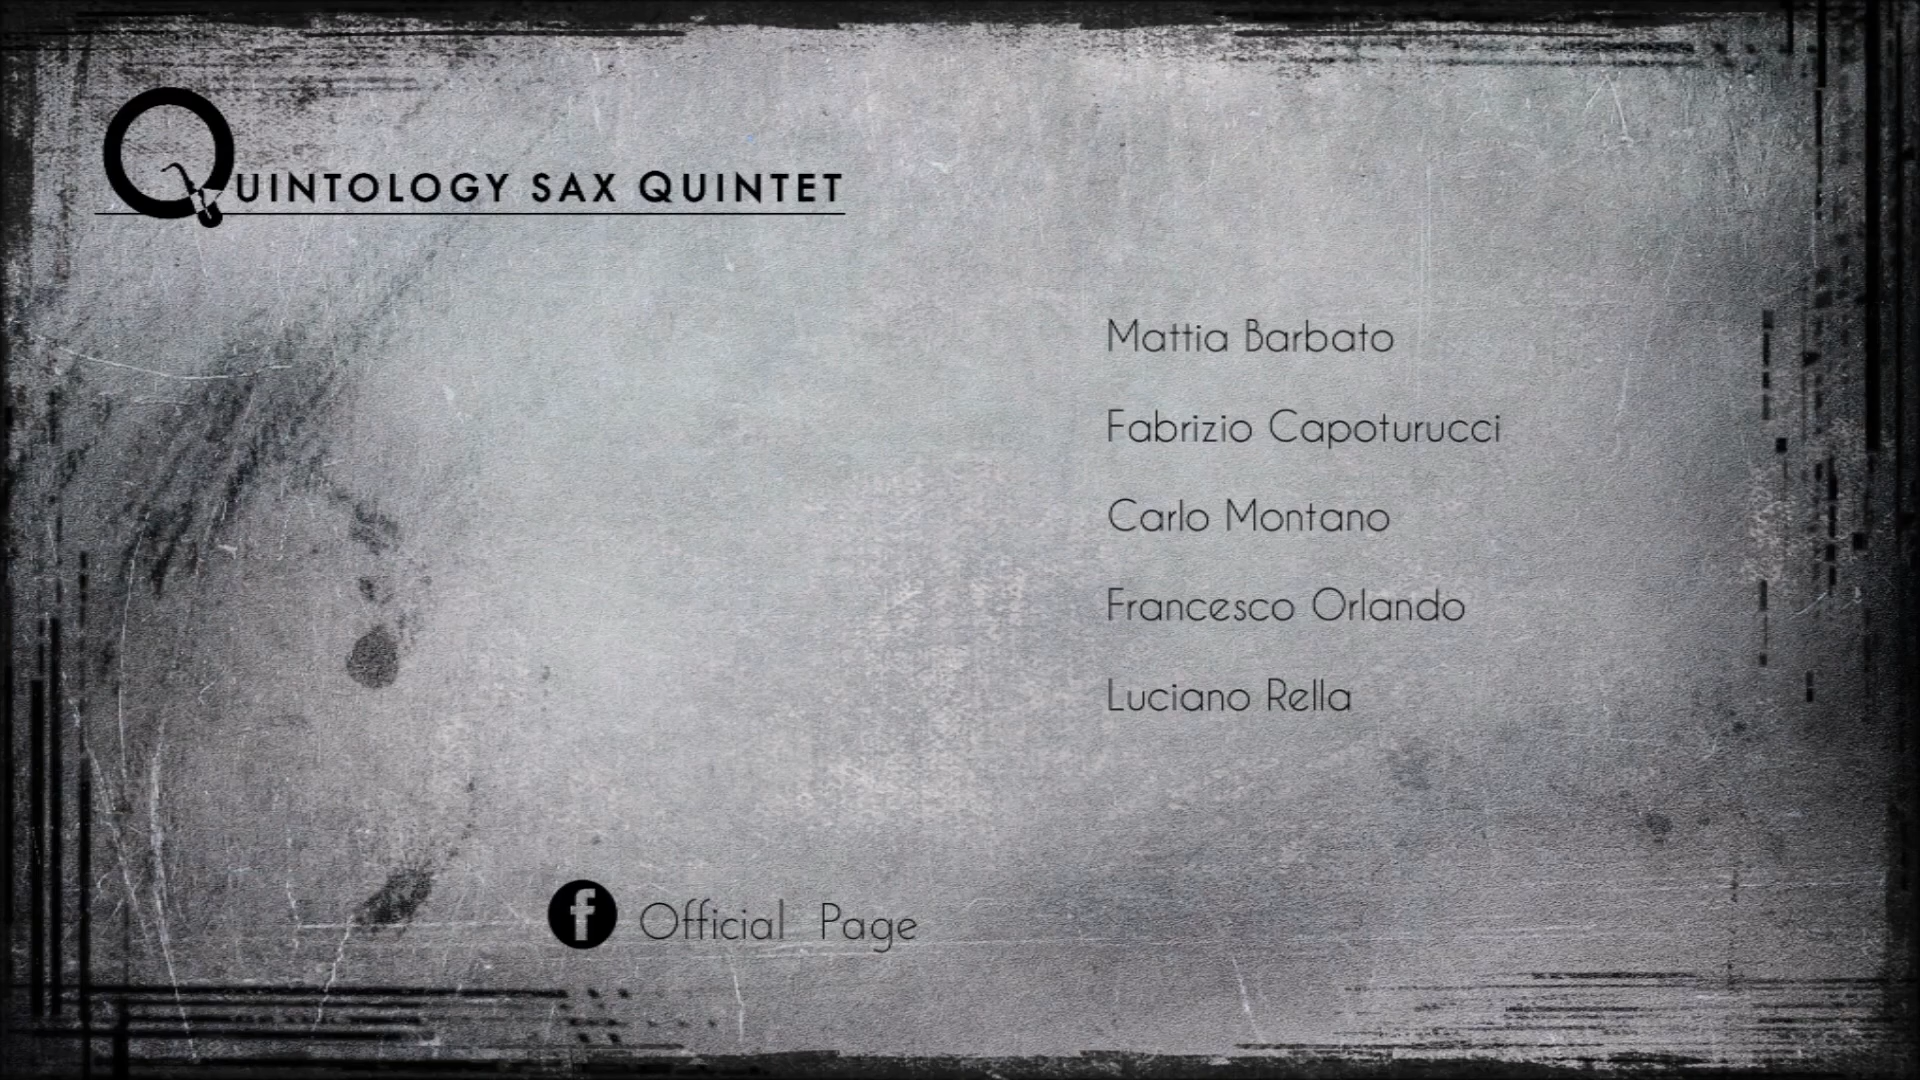 QUINTOLOGY SAX QUINTET
Mattia Barbato
Fabrizio Capoturucci
Carlo Montano
Francesco Orlando
Luciano Rella
f Official Page